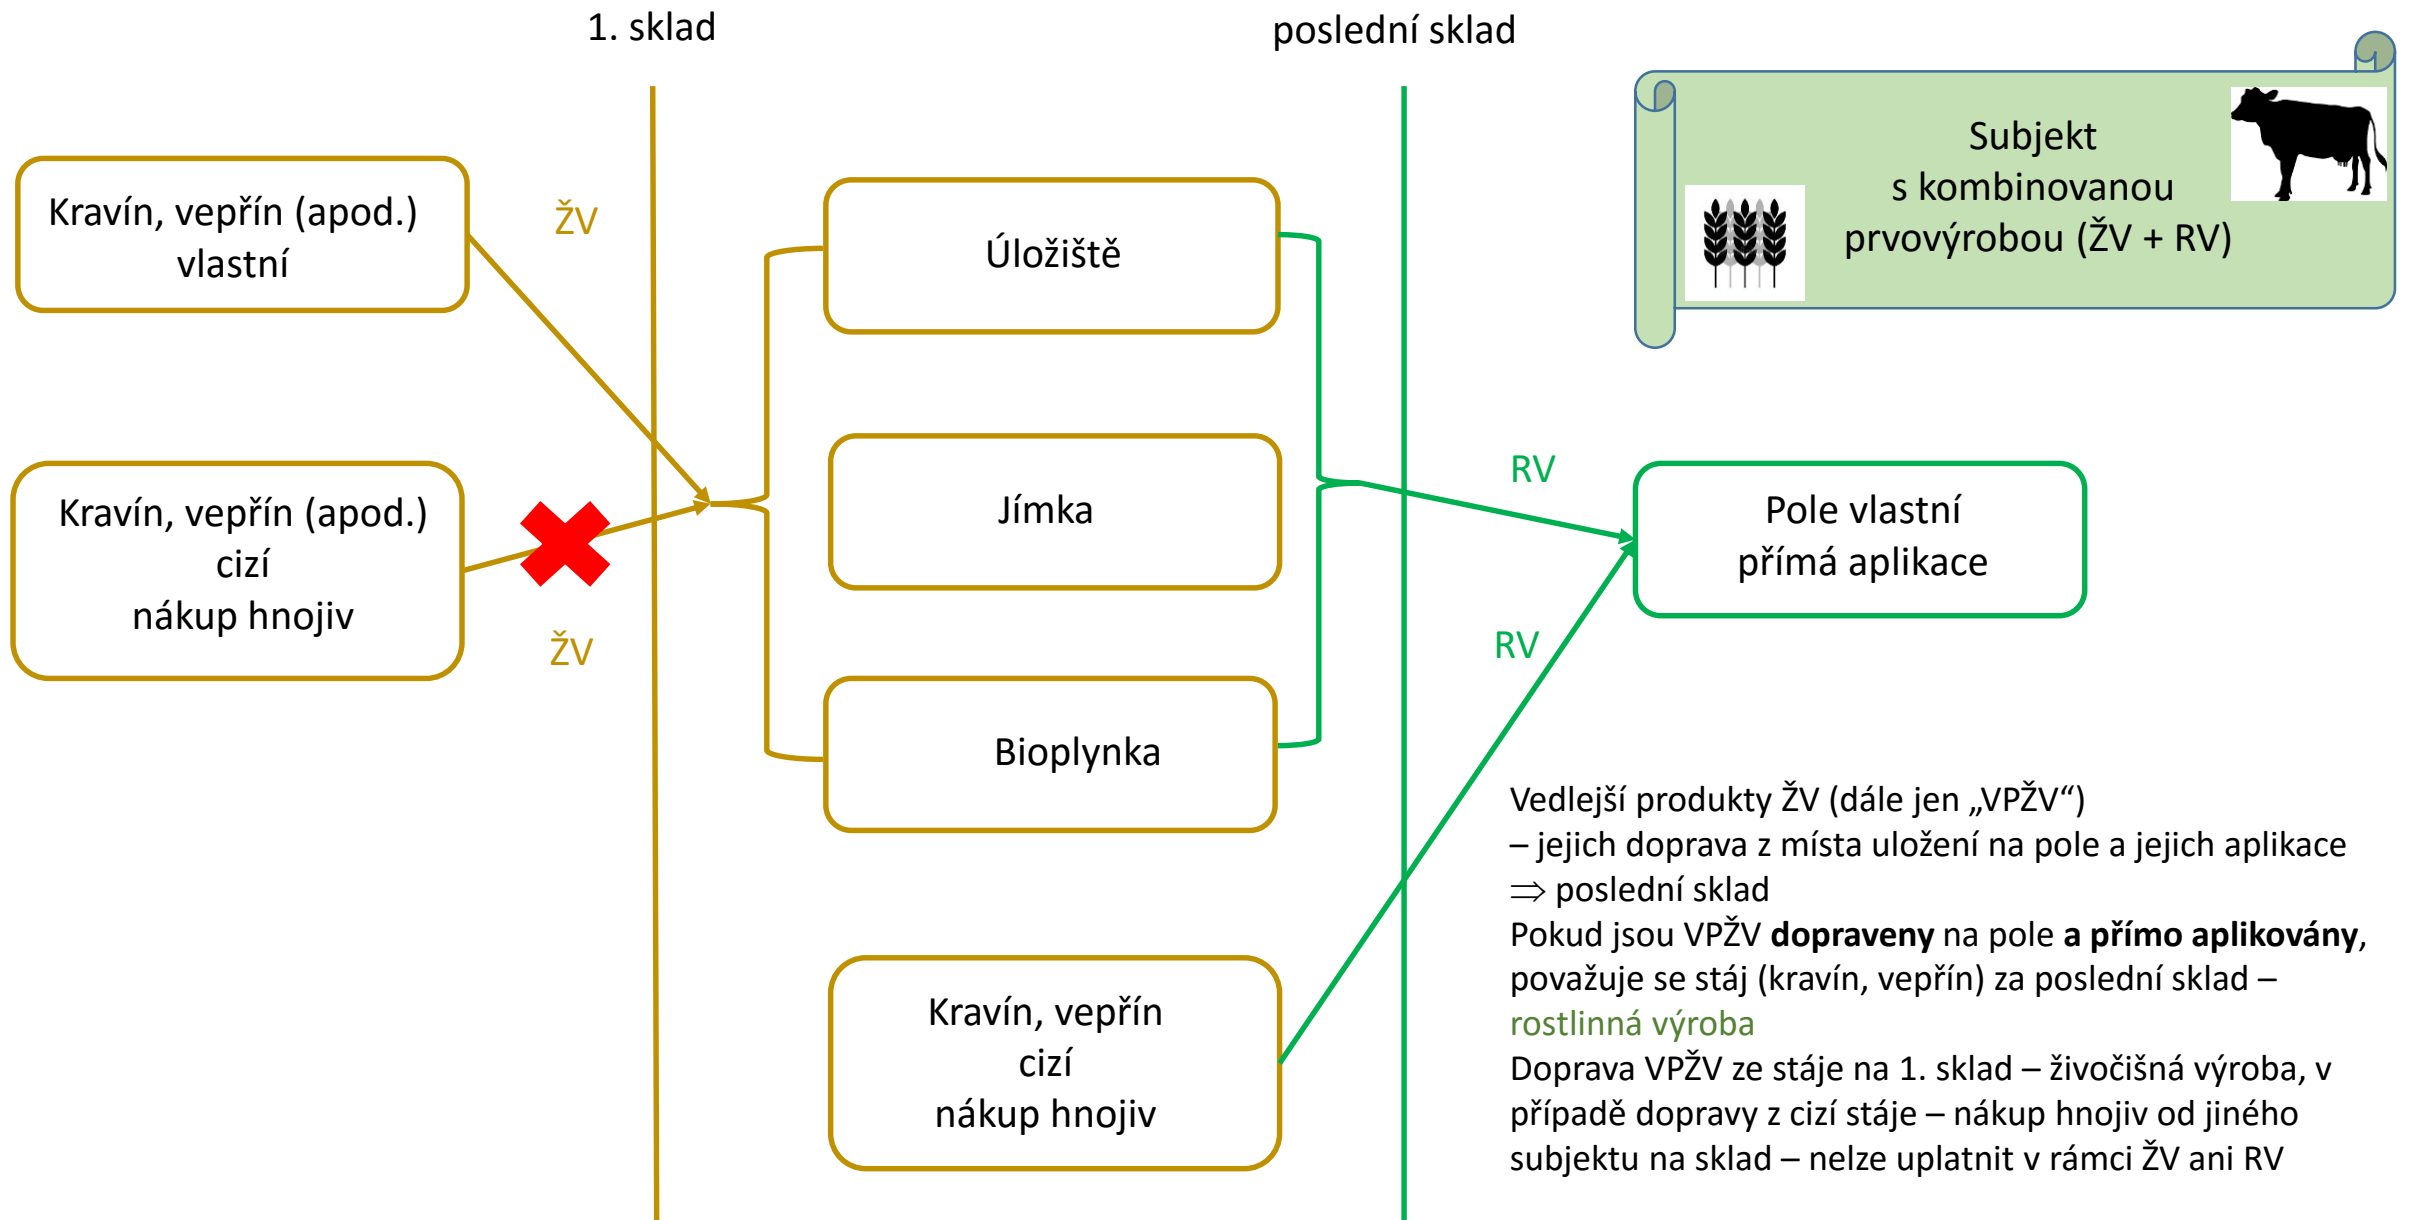 1. sklad
poslední sklad
Subjekt
s kombinovanou
prvovýrobou (ŽV + RV)
Kravín, vepřín (apod.)
vlastní
ŽV
Úložiště
Kravín, vepřín (apod.)
cizí
nákup hnojiv
ŽV
Jímka
RV
Pole vlastní
přímá aplikace
RV
Bioplynka
Kravín, vepřín
cizí
nákup hnojiv
Vedlejší produkty ŽV (dále jen „VPŽV“)
– jejich doprava z místa uložení na pole a jejich aplikace
⇒ poslední sklad
Pokud jsou VPŽV dopraveny na pole a přímo aplikovány,
považuje se stáj (kravín, vepřín) za poslední sklad –
rostlinná výroba
Doprava VPŽV ze stáje na 1. sklad – živočišná výroba, v
případě dopravy z cizí stáje – nákup hnojiv od jiného
subjektu na sklad – nelze uplatnit v rámci ŽV ani RV